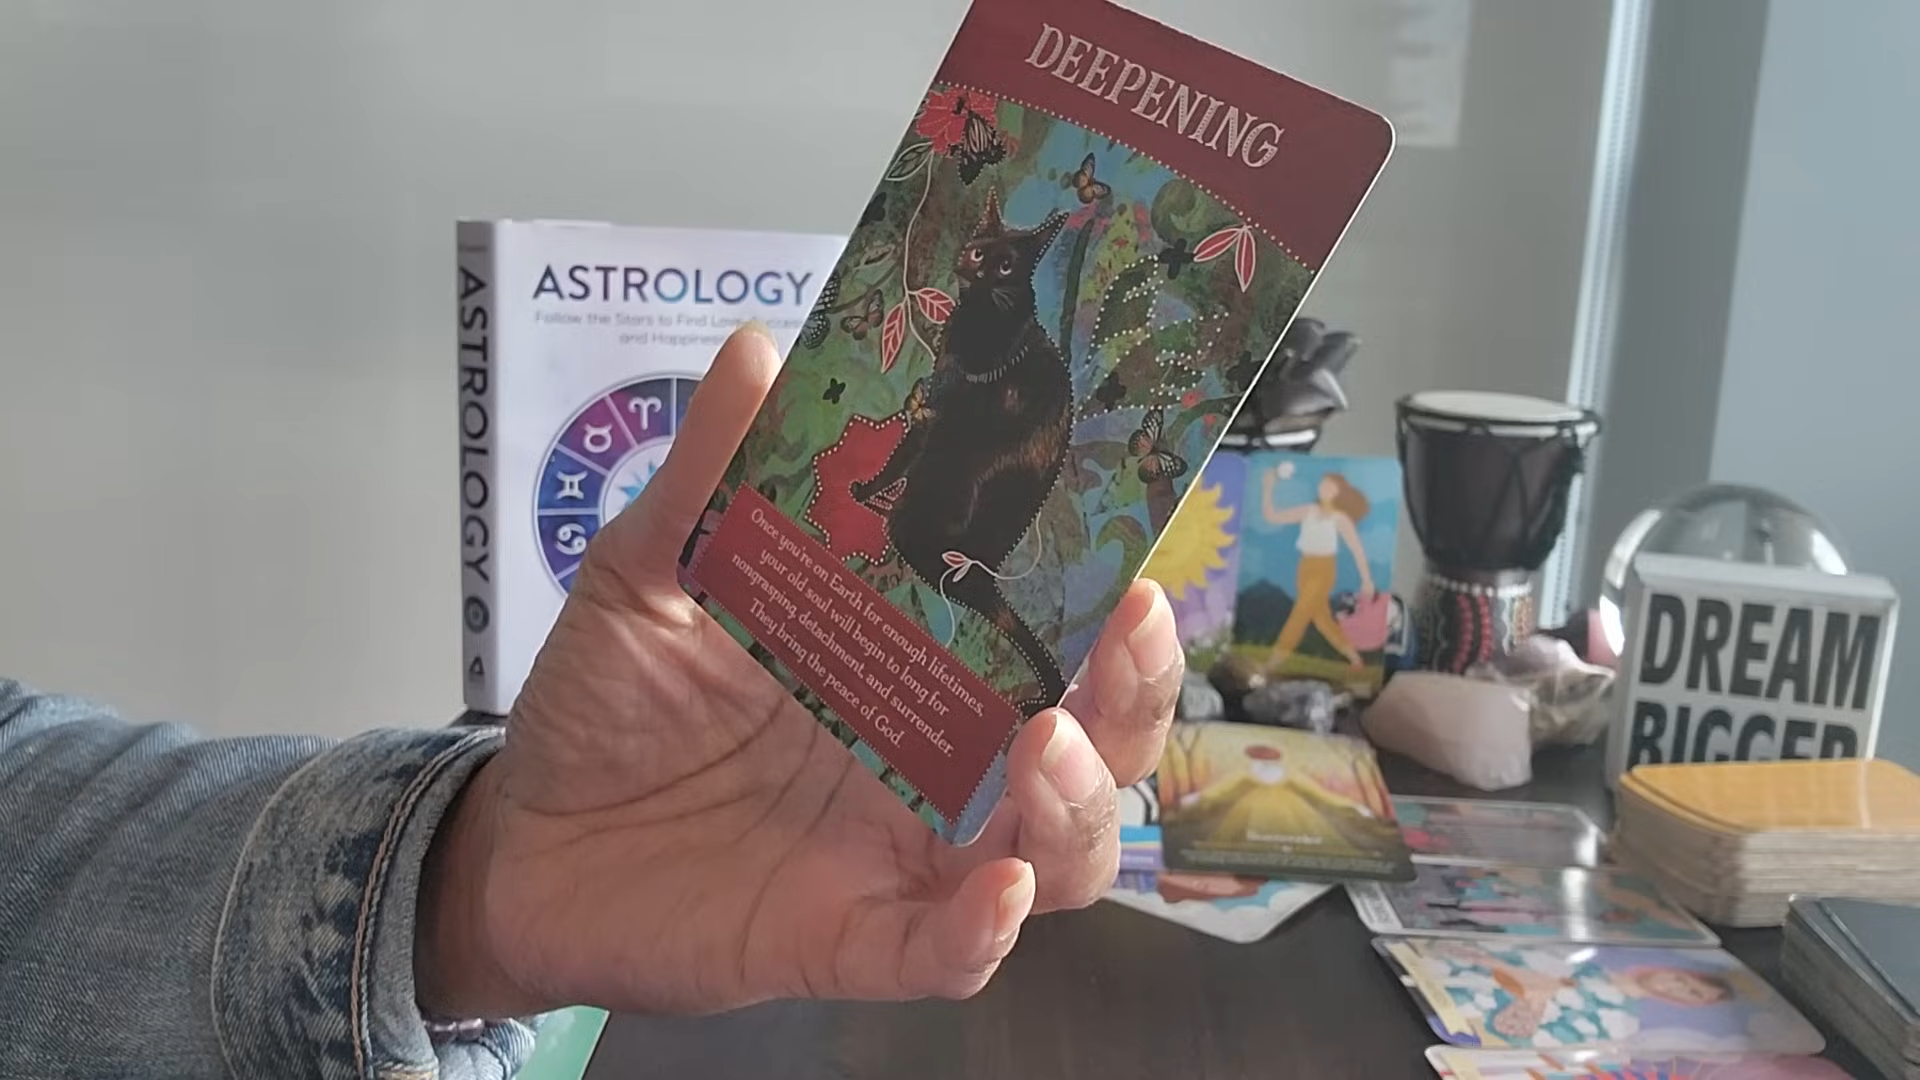 DEEPENING
Once you're on Earth for enough lifetimes,
your old soul will begin to long for
nongrasping, detachment, and surrender.
They bring the peace of God.
ASTROLOGY
Follow the Stars to Find Love, Success
and Happiness
ASTROLOGY
DREAM
BIGGER